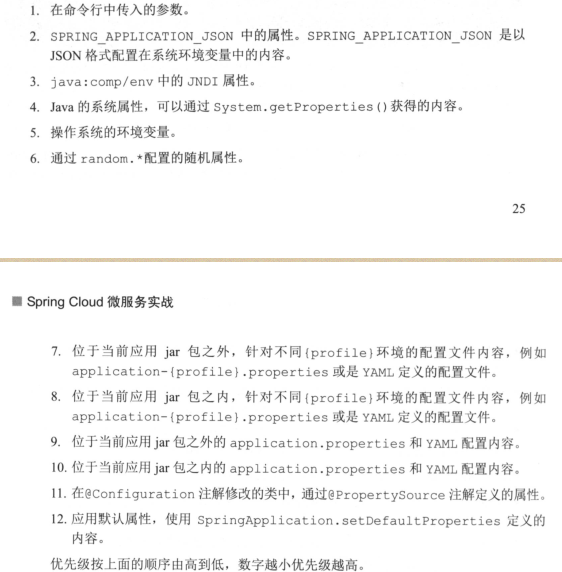 1. 在命令行中传入的参数。
2. SPRING_APPLICATION_JSON 中的属性。SPRING_APPLICATION_JSON 是以
JSON 格式配置在系统环境变量中的内容。
3. java:comp/env 中的 JNDI 属性。
4. Java 的系统属性，可以通过 System.getProperties()获得的内容。
5. 操作系统的环境变量。
6. 通过 random.*配置的随机属性。
25
Spring Cloud 微服务实战
7. 位于当前应用 jar 包之外，针对不同{profile}环境的配置文件内容，例如
application-{profile}.properties 或是 YAML 定义的配置文件。
8. 位于当前应用 jar 包之内，针对不同{profile}环境的配置文件内容，例如
application-{profile}.properties 或是 YAML 定义的配置文件。
9. 位于当前应用 jar 包之外的 application.properties 和 YAML 配置内容。
10. 位于当前应用 jar 包之内的 application.properties 和 YAML 配置内容。
11. 在@Configuration 注解修改的类中，通过@PropertySource 注解定义的属性。
12. 应用默认属性，使用 SpringApplication.setDefaultProperties 定义的
内容。
优先级按上面的顺序由高到低，数字越小优先级越高。